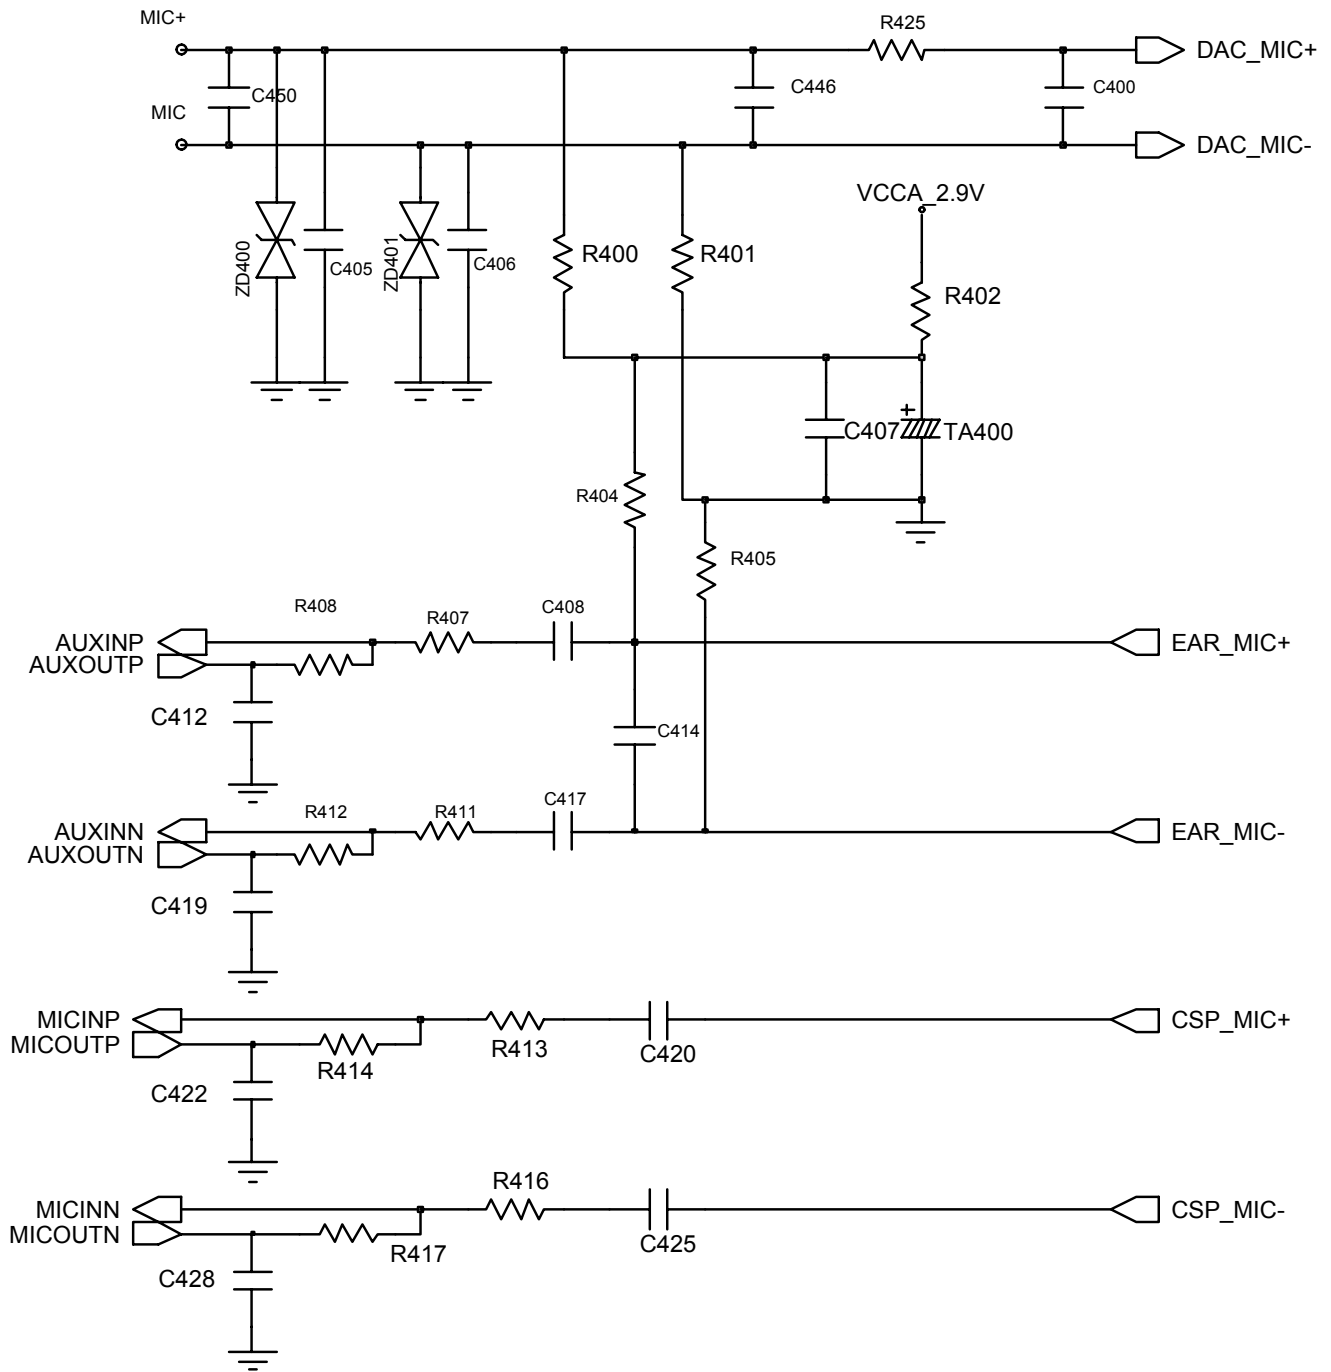 MIC+
R425
DAC_MIC+
C450
C446
C400
MIC
DAC_MIC-
VCCA_2.9V
ZD400
C405
ZD401
C406
R400
R401
R402
+
C407
TA400
R404
R405
R408
R407
C408
AUXINP
EAR_MIC+
AUXOUTP
C412
C414
R412
R411
C417
AUXINN
EAR_MIC-
AUXOUTN
C419
MICINP
CSP_MIC+
MICOUTP
R413
C420
R414
C422
R416
MICINN
CSP_MIC-
MICOUTN
C425
R417
C428